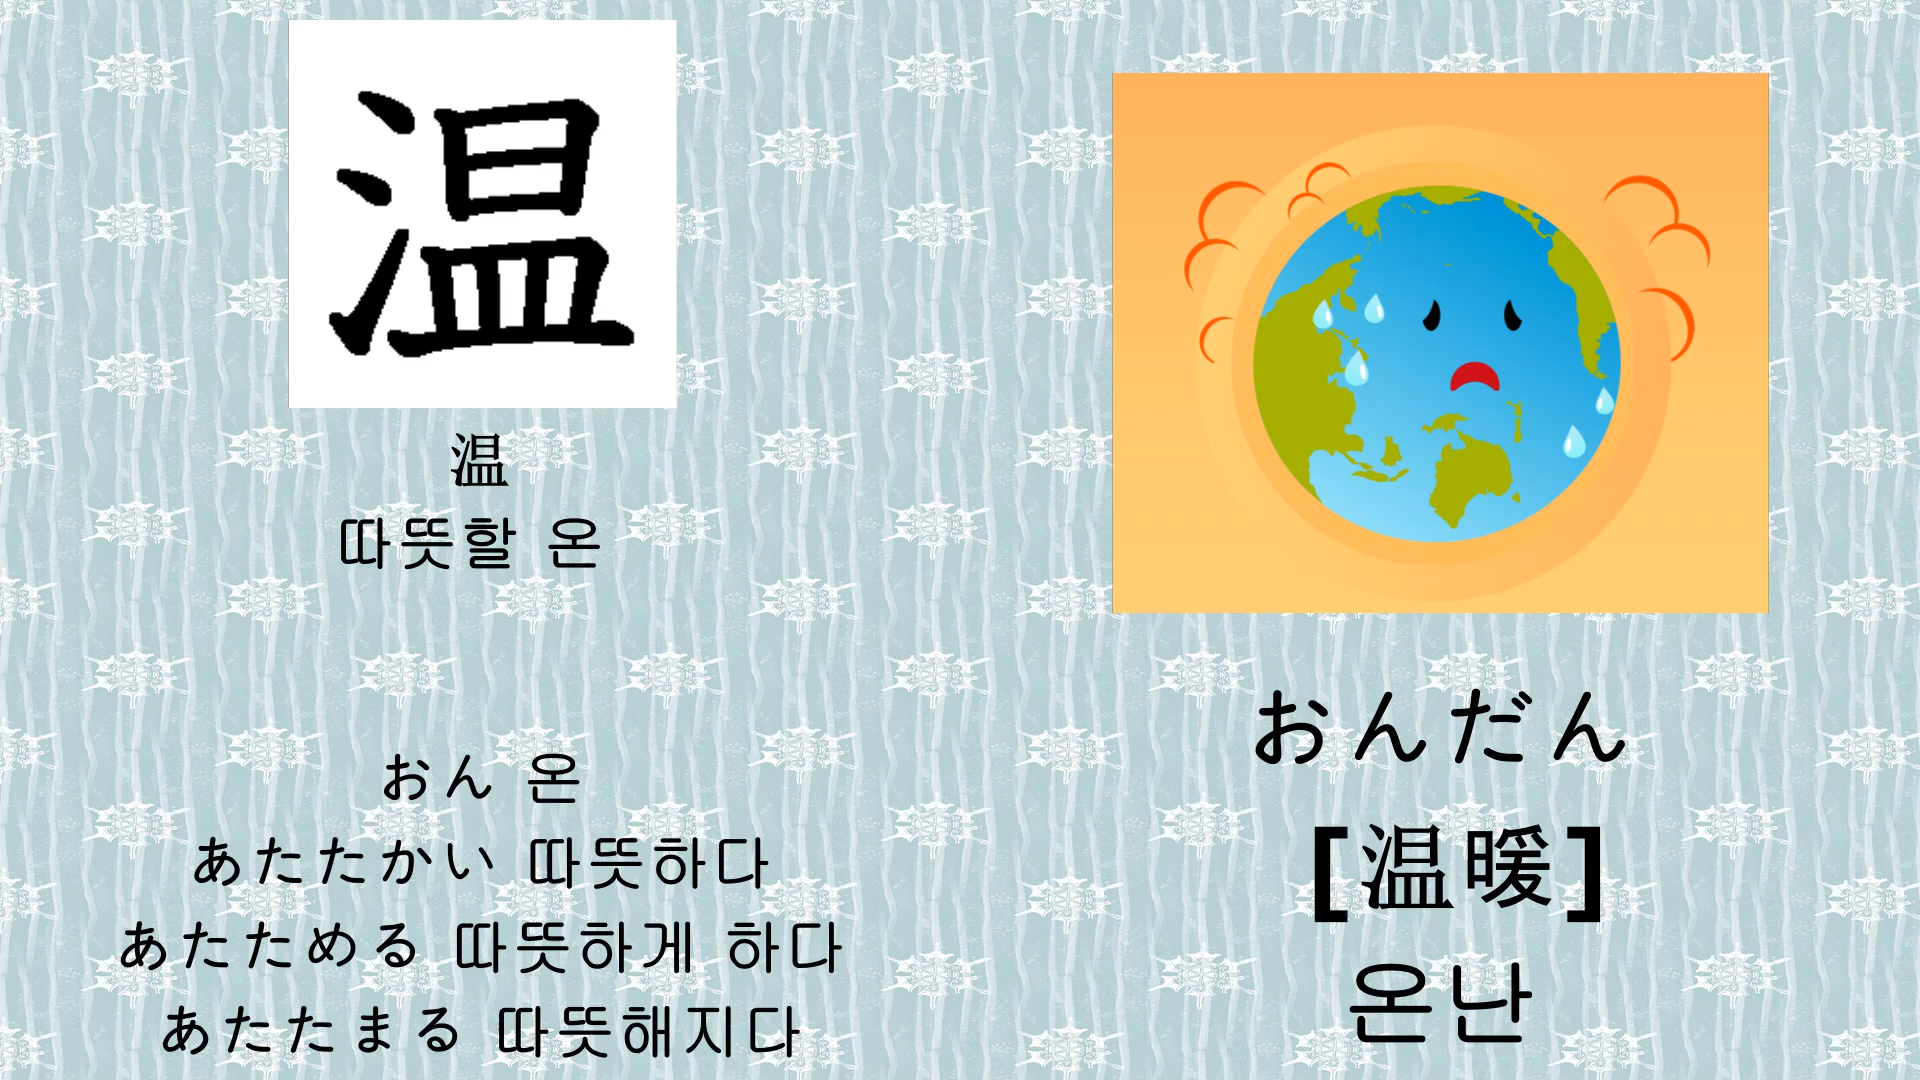 温
温
따뜻할 온
おん 온
あたたかい 따뜻하다
あたためる 따뜻하게 하다
あたたまる 따뜻해지다
おんだん
[温暖]
온난